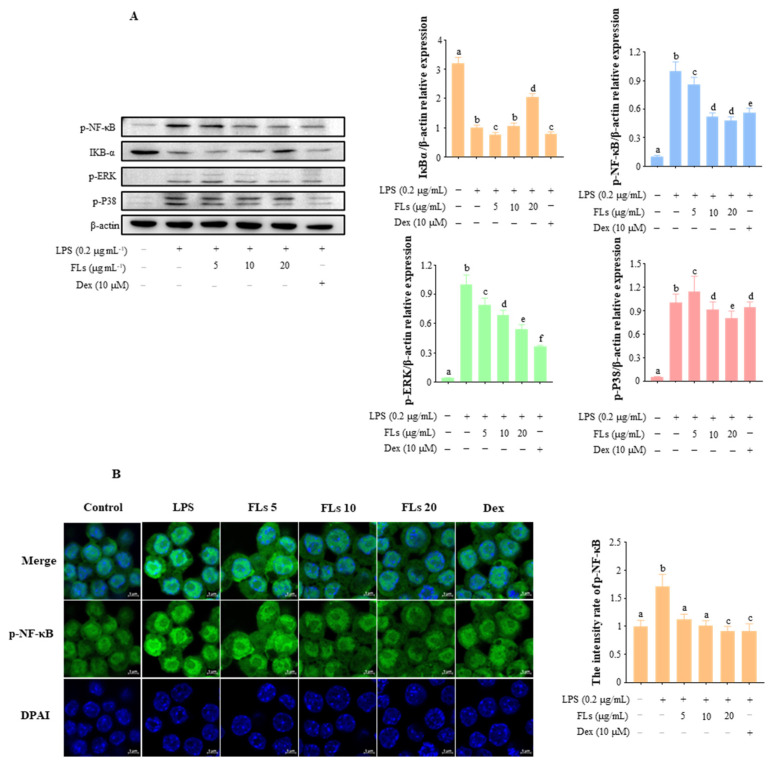 A
p-NF-κB
IKB-α
p-ERK
p-P38
β-actin
LPS (0.2 μg mL⁻¹) – + + + + +
FLs (μg mL⁻¹) – – 5 10 20 –
Dex (10 μM) – – – – – +
IκBα/β-actin relative expression
4
3
2
1
0
a b c b d c
LPS (0.2 μg/mL) – + + + + +
FLs (μg/mL) – – 5 10 20 –
Dex (10 μM) – – – – – +
p-NF-κB/β-actin relative expression
1.2
0.9
0.6
0.3
0
a b c d d e
LPS (0.2 μg/mL) – + + + + +
FLs (μg/mL) – – 5 10 20 –
Dex (10 μM) – – – – – +
p-ERK/β-actin relative expression
1.2
0.9
0.6
0.3
0
a b c d e f
LPS (0.2 μg/mL) – + + + + +
FLs (μg/mL) – – 5 10 20 –
Dex (10 μM) – – – – – +
p-P38/β-actin relative expression
1.5
1.2
0.9
0.6
0.3
0
a b c d e d
LPS (0.2 μg/mL) – + + + + +
FLs (μg/mL) – – 5 10 20 –
Dex (10 μM) – – – – – +
B
Control LPS FLs 5 FLs 10 FLs 20 Dex
Merge
p-NF-κB
DPAI
The intensity rate of p-NF-κB
2.5
2
1.5
1
0.5
0
a b a a c c
LPS (0.2 μg/mL) – + + + + +
FLs (μg/mL) – – 5 10 20 –
Dex (10 μM) – – – – – +